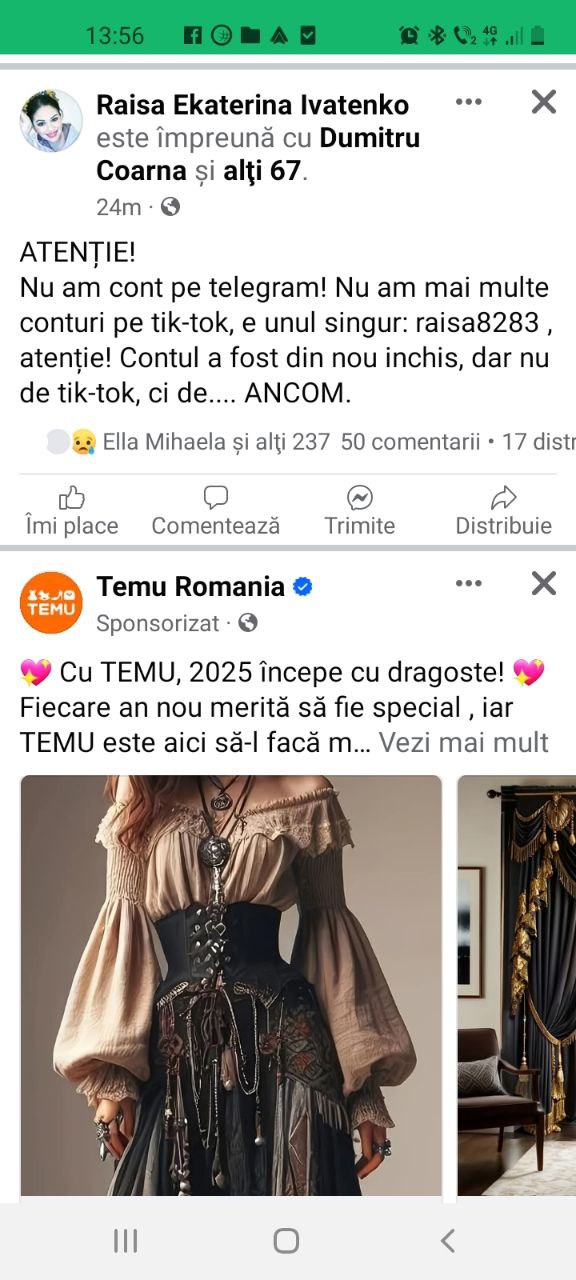 13:56
2 4G
Raisa Ekaterina Ivatenko
este împreună cu Dumitru
Coarna și alţi 67.
24m ·
ATENȚIE!
Nu am cont pe telegram! Nu am mai multe
conturi pe tik-tok, e unul singur: raisa8283 ,
atenție! Contul a fost din nou inchis, dar nu
de tik-tok, ci de.... ANCOM.
Ella Mihaela și alţi 237 50 comentarii • 17 distr
Îmi place Comentează Trimite Distribuie
TEMU
Temu Romania
Sponsorizat ·
💖 Cu TEMU, 2025 începe cu dragoste! 💖
Fiecare an nou merită să fie special , iar
TEMU este aici să-l facă m... Vezi mai mult